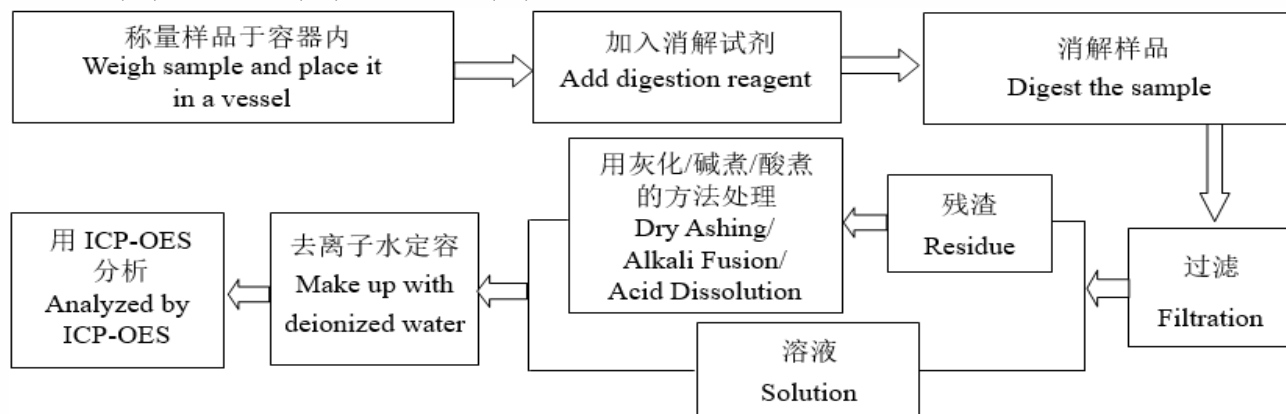 称量样品于容器内
Weigh sample and place it
in a vessel
加入消解试剂
Add digestion reagent
消解样品
Digest the sample
过滤
Filtration
残渣
Residue
用灰化/碱煮/酸煮
的方法处理
Dry Ashing/
Alkali Fusion/
Acid Dissolution
溶液
Solution
去离子水定容
Make up with
deionized water
用 ICP-OES
分析
Analyzed by
ICP-OES